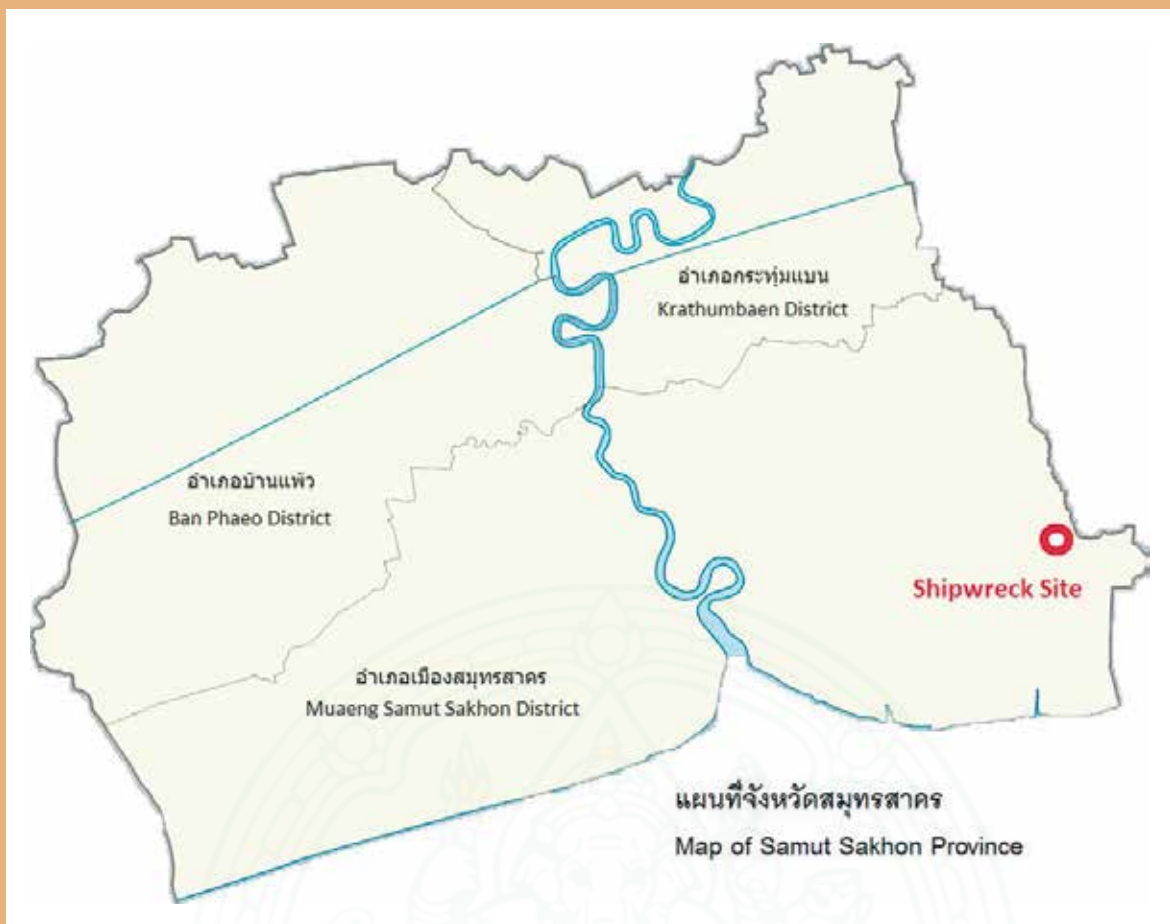 อำเภอกระทุ่มแบน
Krathumbaen District
อำเภอบ้านแพ้ว
Ban Phaeo District
Shipwreck Site
อำเภอเมืองสมุทรสาคร
Muaeng Samut Sakhon District
แผนที่จังหวัดสมุทรสาคร
Map of Samut Sakhon Province